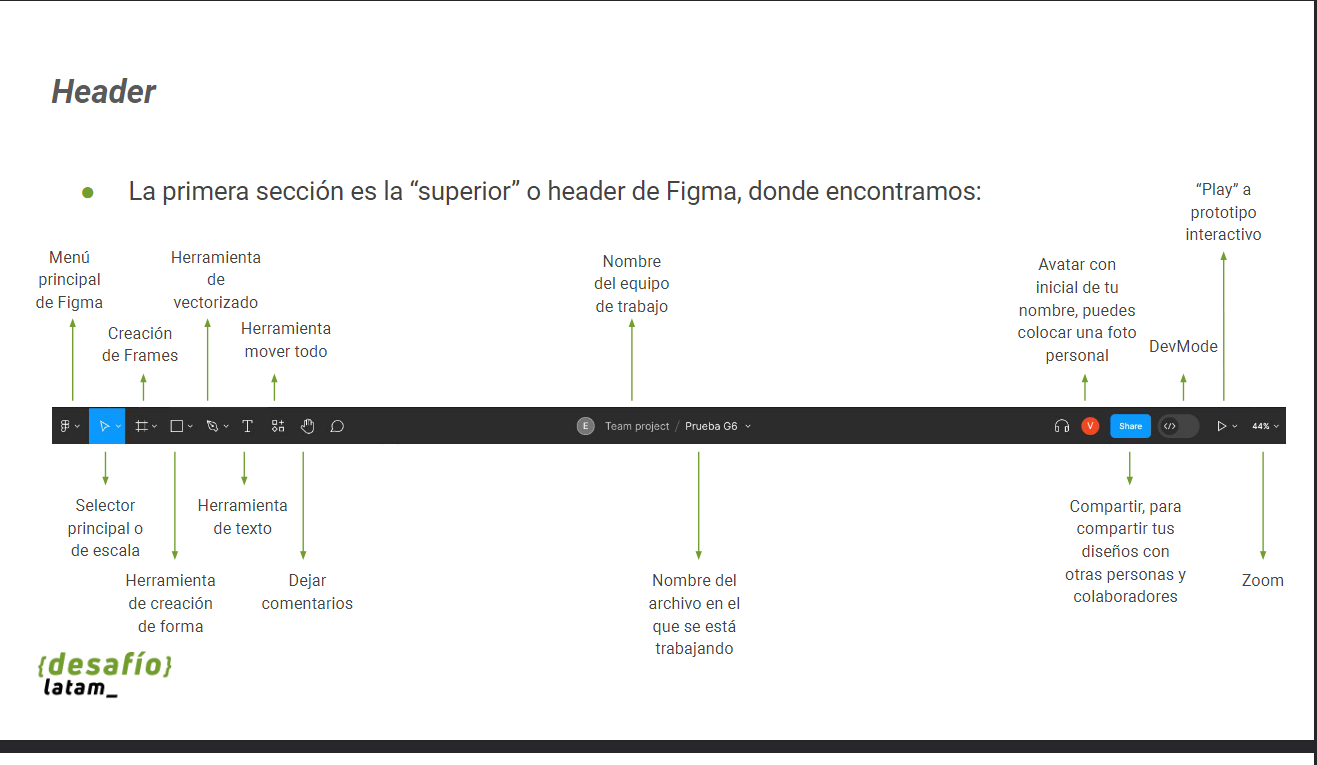 Header
● La primera sección es la “superior” o header de Figma, donde encontramos:
Menú
principal
de Figma
Creación
de Frames
Herramienta
de
vectorizado
Herramienta
mover todo
Nombre
del equipo
de trabajo
Avatar con
inicial de tu
nombre, puedes
colocar una foto
personal
DevMode
“Play” a
prototipo
interactivo
T E Team project / Prueba G6 V Share </> 44%
Selector
principal o
de escala
Herramienta
de creación
de forma
Herramienta
de texto
Dejar
comentarios
Nombre del
archivo en el
que se está
trabajando
Compartir, para
compartir tus
diseños con
otras personas y
colaboradores
Zoom
{desafío}
latam_